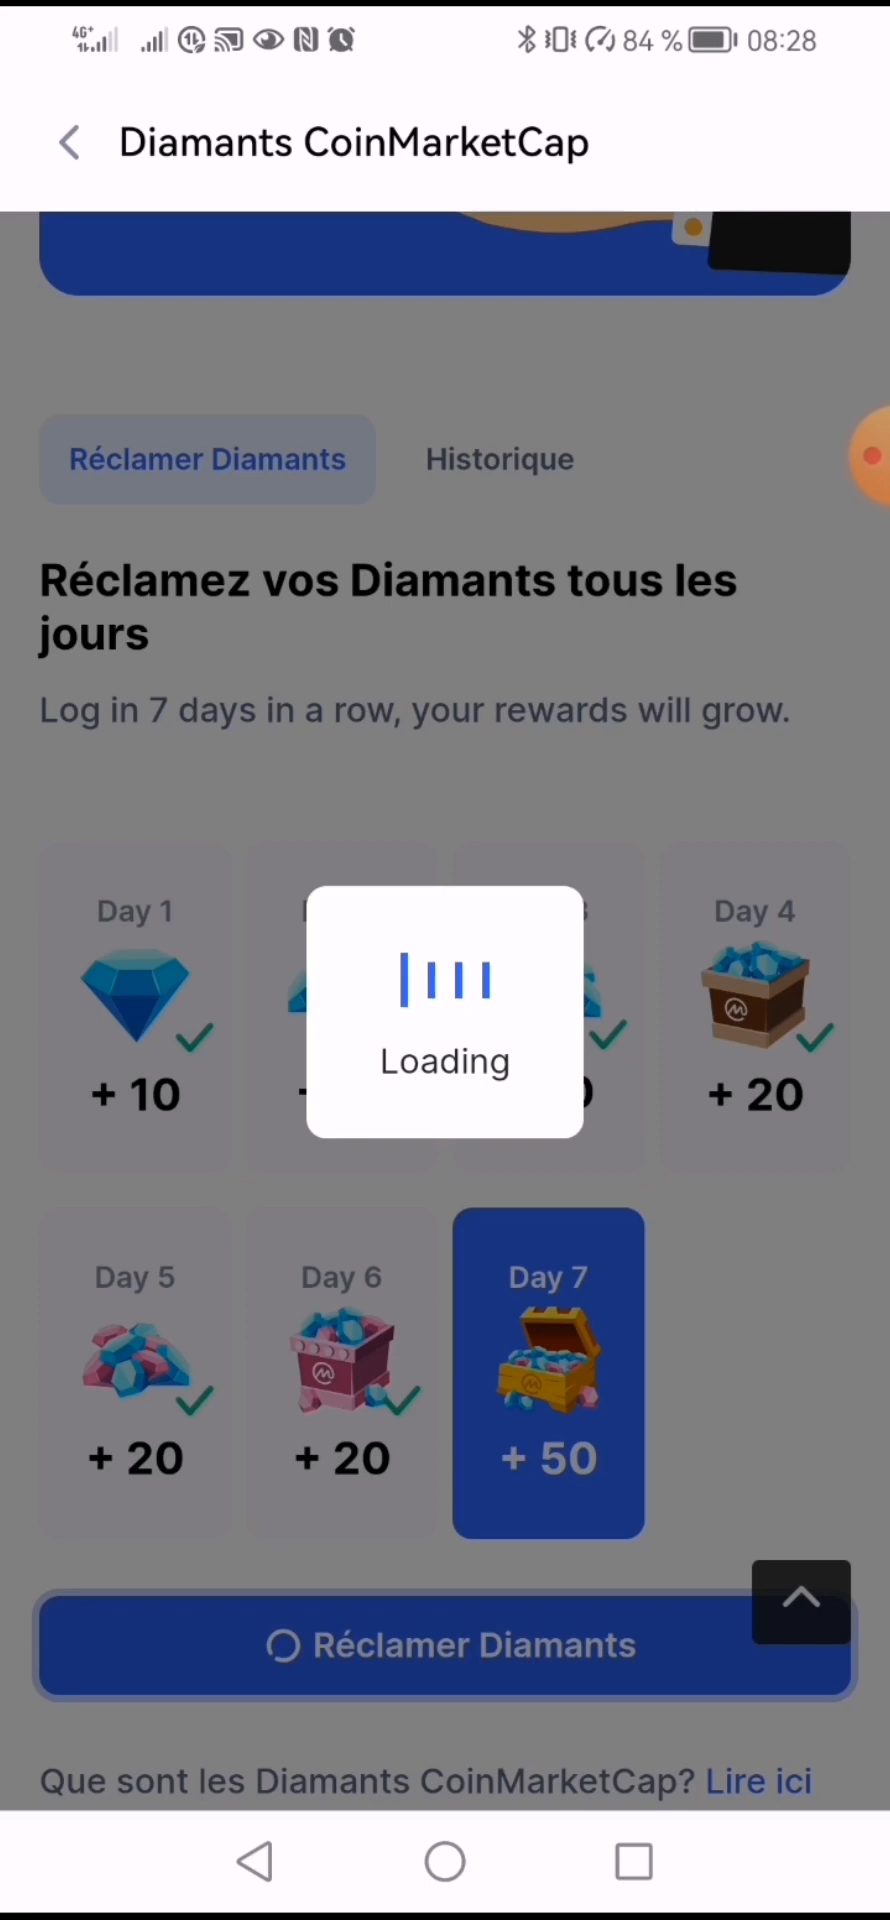 4G+ 84 % 08:28
Diamants CoinMarketCap
Réclamer Diamants Historique
Réclamez vos Diamants tous les
jours
Log in 7 days in a row, your rewards will grow.
Day 1 Day 4
Loading
+ 10 + 20
Day 5 Day 6 Day 7
+ 20 + 20 + 50
Réclamer Diamants
Que sont les Diamants CoinMarketCap? Lire ici